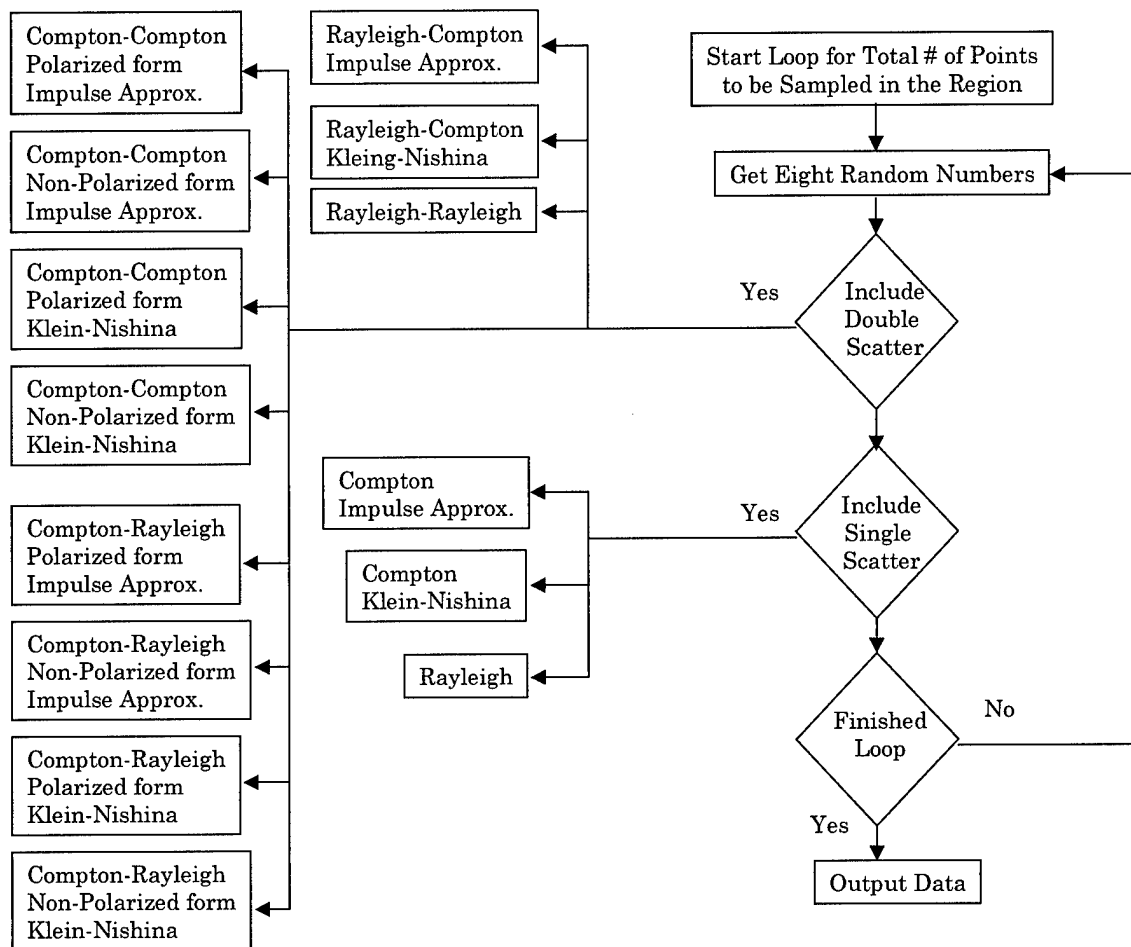 Compton-Compton
Polarized form
Impulse Approx.
Compton-Compton
Non-Polarized form
Impulse Approx.
Compton-Compton
Polarized form
Klein-Nishina
Compton-Compton
Non-Polarized form
Klein-Nishina
Compton-Rayleigh
Polarized form
Impulse Approx.
Compton-Rayleigh
Non-Polarized form
Impulse Approx.
Compton-Rayleigh
Polarized form
Klein-Nishina
Compton-Rayleigh
Non-Polarized form
Klein-Nishina
Rayleigh-Compton
Impulse Approx.
Rayleigh-Compton
Kleing-Nishina
Rayleigh-Rayleigh
Compton
Impulse Approx.
Compton
Klein-Nishina
Rayleigh
Start Loop for Total # of Points
to be Sampled in the Region
Get Eight Random Numbers
Yes
Include
Double
Scatter
Yes
Include
Single
Scatter
Finished
Loop
No
Yes
Output Data